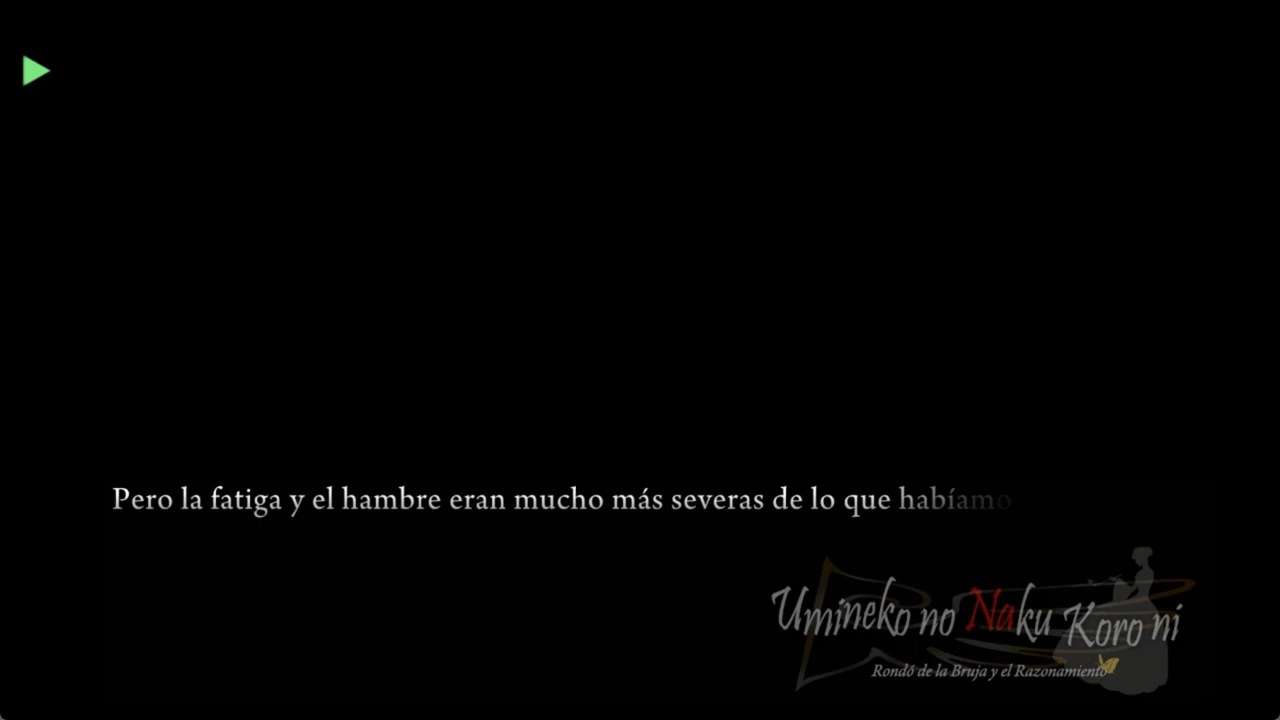 Pero la fatiga y el hambre eran mucho más severas de lo que habíamo
Umineko no Naku Koro ni
Rondó de la Bruja y el Razonamiento